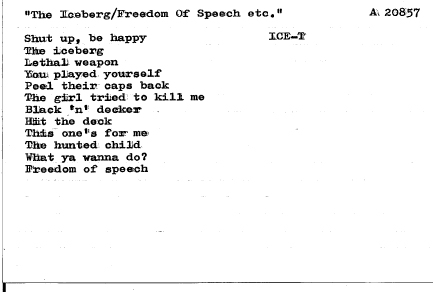 "The Iceberg/Freedom Of Speech etc." A 20857
Shut up, be happy ICE-T
The iceberg
Lethal weapon
You played yourself
Peel their caps back
The girl tried to kill me
Black 'n' decker
Hit the deck
This one's for me
The hunted child
What ya wanna do?
Freedom of speech